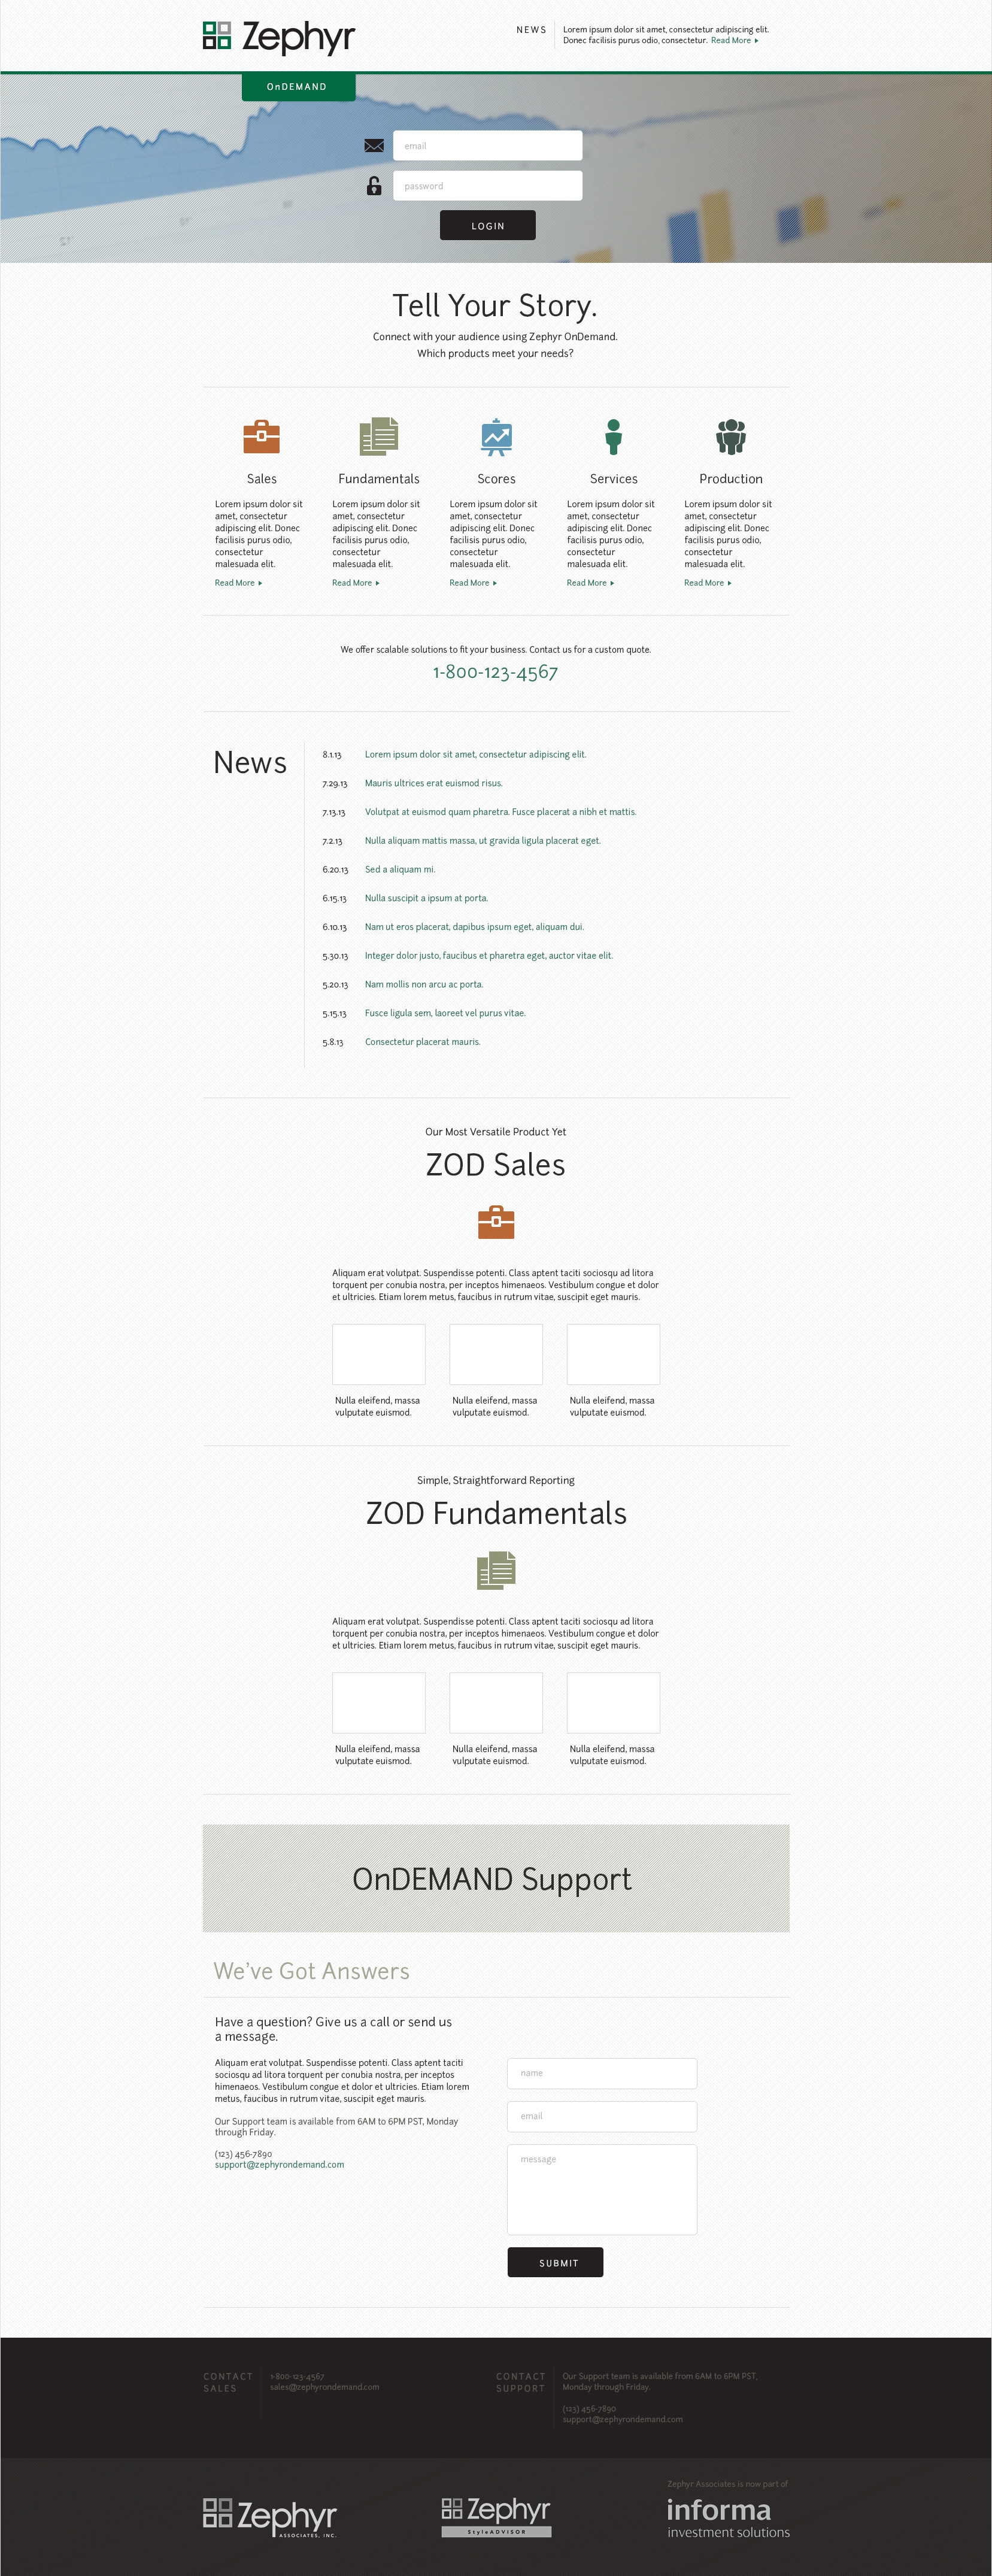 Zephyr
NEWS
Lorem ipsum dolor sit amet, consectetur adipiscing elit.
Donec facilisis purus odio, consectetur. Read More
OnDEMAND
email
password
LOGIN
Tell Your Story.
Connect with your audience using Zephyr OnDemand.
Which products meet your needs?
Sales
Lorem ipsum dolor sit
amet, consectetur
adipiscing elit. Donec
facilisis purus odio,
consectetur
malesuada elit.
Read More
Fundamentals
Lorem ipsum dolor sit
amet, consectetur
adipiscing elit. Donec
facilisis purus odio,
consectetur
malesuada elit.
Read More
Scores
Lorem ipsum dolor sit
amet, consectetur
adipiscing elit. Donec
facilisis purus odio,
consectetur
malesuada elit.
Read More
Services
Lorem ipsum dolor sit
amet, consectetur
adipiscing elit. Donec
facilisis purus odio,
consectetur
malesuada elit.
Read More
Production
Lorem ipsum dolor sit
amet, consectetur
adipiscing elit. Donec
facilisis purus odio,
consectetur
malesuada elit.
Read More
We offer scalable solutions to fit your business. Contact us for a custom quote.
1-800-123-4567
News
8.1.13 Lorem ipsum dolor sit amet, consectetur adipiscing elit.
7.29.13 Mauris ultrices erat euismod risus.
7.13.13 Volutpat at euismod quam pharetra. Fusce placerat a nibh et mattis.
7.2.13 Nulla aliquam mattis massa, ut gravida ligula placerat eget.
6.20.13 Sed a aliquam mi.
6.15.13 Nulla suscipit a ipsum at porta.
6.10.13 Nam ut eros placerat, dapibus ipsum eget, aliquam dui.
5.30.13 Integer dolor justo, faucibus et pharetra eget, auctor vitae elit.
5.20.13 Nam mollis non arcu ac porta.
5.15.13 Fusce ligula sem, laoreet vel purus vitae.
5.8.13 Consectetur placerat mauris.
Our Most Versatile Product Yet
ZOD Sales
Aliquam erat volutpat. Suspendisse potenti. Class aptent taciti sociosqu ad litora
torquent per conubia nostra, per inceptos himenaeos. Vestibulum congue et dolor
et ultricies. Etiam lorem metus, faucibus in rutrum vitae, suscipit eget mauris.
Nulla eleifend, massa
vulputate euismod.
Nulla eleifend, massa
vulputate euismod.
Nulla eleifend, massa
vulputate euismod.
Simple, Straightforward Reporting
ZOD Fundamentals
Aliquam erat volutpat. Suspendisse potenti. Class aptent taciti sociosqu ad litora
torquent per conubia nostra, per inceptos himenaeos. Vestibulum congue et dolor
et ultricies. Etiam lorem metus, faucibus in rutrum vitae, suscipit eget mauris.
Nulla eleifend, massa
vulputate euismod.
Nulla eleifend, massa
vulputate euismod.
Nulla eleifend, massa
vulputate euismod.
OnDEMAND Support
We've Got Answers
Have a question? Give us a call or send us
a message.
Aliquam erat volutpat. Suspendisse potenti. Class aptent taciti
sociosqu ad litora torquent per conubia nostra, per inceptos
himenaeos. Vestibulum congue et dolor et ultricies. Etiam lorem
metus, faucibus in rutrum vitae, suscipit eget mauris.
Our Support team is available from 6AM to 6PM PST, Monday
through Friday.
(123) 456-7890
support@zephyrondemand.com
name
email
message
SUBMIT
CONTACT
SALES
1-800-123-4567
sales@zephyrondemand.com
CONTACT
SUPPORT
Our Support team is available from 6AM to 6PM PST,
Monday through Friday.
(123) 456-7890
support@zephyrondemand.com
Zephyr
ASSOCIATES, INC.
Zephyr
StyleADVISOR
Zephyr Associates is now part of
informa
investment solutions